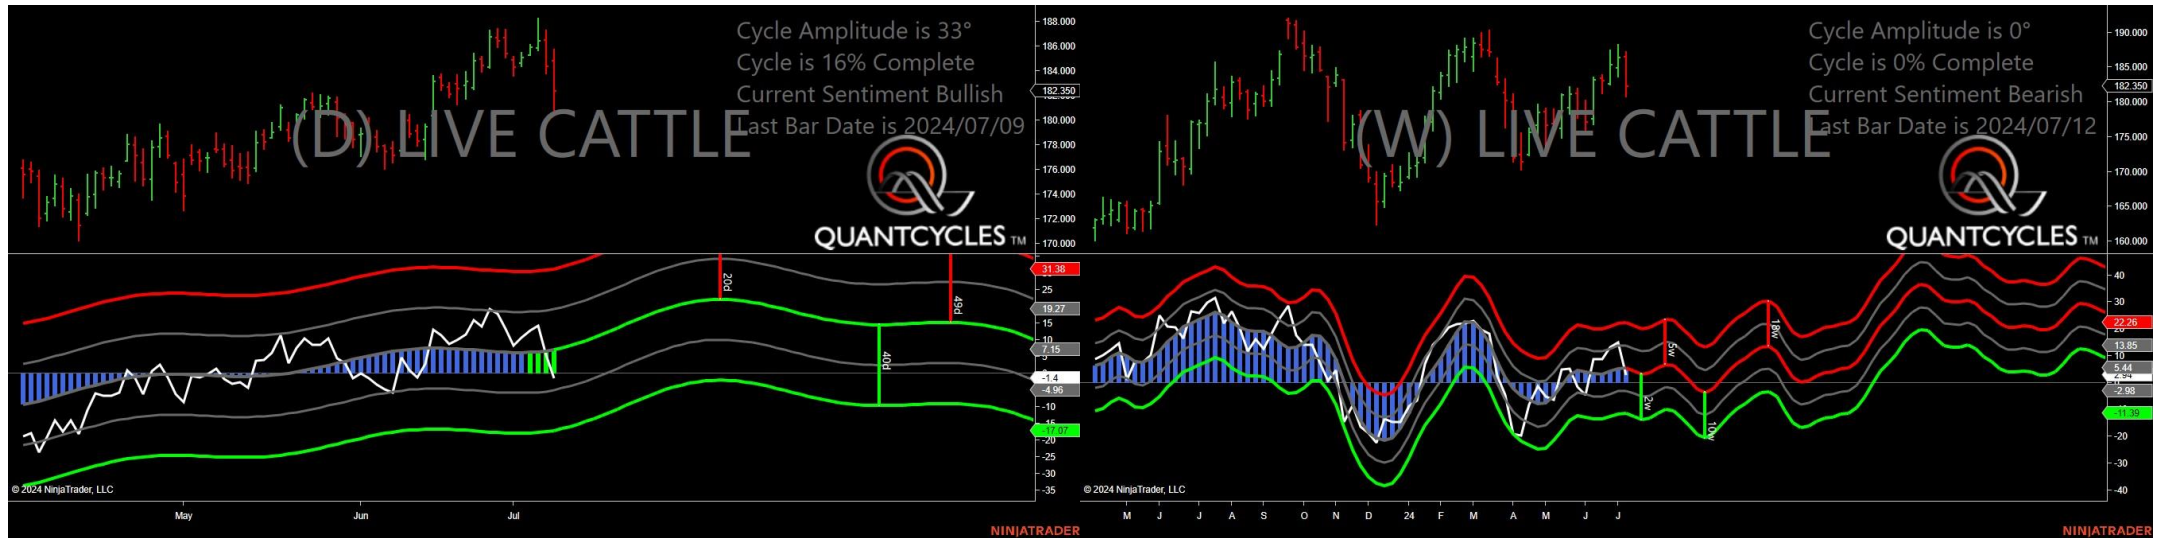 Cycle Amplitude is 33°
Cycle is 16% Complete
Current Sentiment Bullish
Last Bar Date is 2024/07/09
(D) LIVE CATTLE
QUANTCYCLES TM
188.000
186.000
184.000
182.350
180.000
178.000
176.000
174.000
172.000
170.000
20d
49d
40d
31.38
25
19.27
15
10
7.15
-1.4
-4.96
-10
-17.07
-20
-25
-30
-35
© 2024 NinjaTrader, LLC
May Jun Jul
NINJATRADER
Cycle Amplitude is 0°
Cycle is 0% Complete
Current Sentiment Bearish
Last Bar Date is 2024/07/12
(W) LIVE CATTLE
QUANTCYCLES TM
190.000
185.000
182.350
180.000
175.000
170.000
165.000
160.000
5w
18w
2w
10w
40
30
22.26
13.85
10
5.44
2.94
-2.98
-11.39
-20
-30
-40
© 2024 NinjaTrader, LLC
M J J A S O N D 24 F M A M J J
NINJATRADER